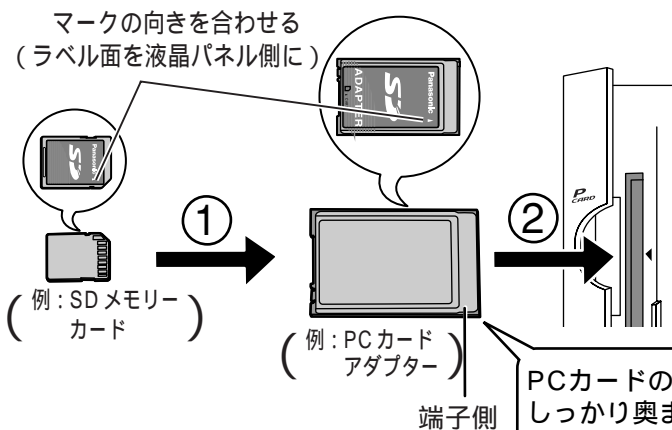 マークの向きを合わせる
（ラベル面を液晶パネル側に）
Panasonic
SD
ADAPTER
Panasonic
SD
①
②
P
CARD
（例：SDメモリー
カード）
（例：PCカード
アダプター）
端子側
PCカードの
しっかり奥ま